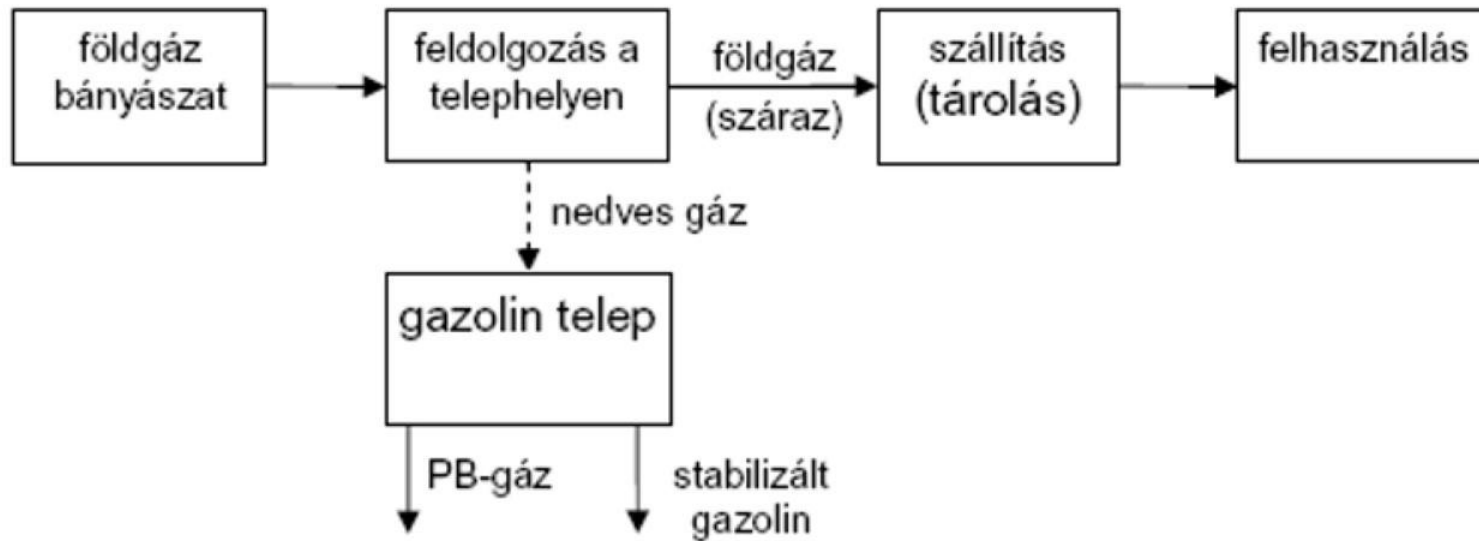 földgáz
bányászat
feldolgozás a
telephelyen
földgáz
(száraz)
szállítás
(tárolás)
felhasználás
nedves gáz
gazolin telep
PB-gáz
stabilizált
gazolin